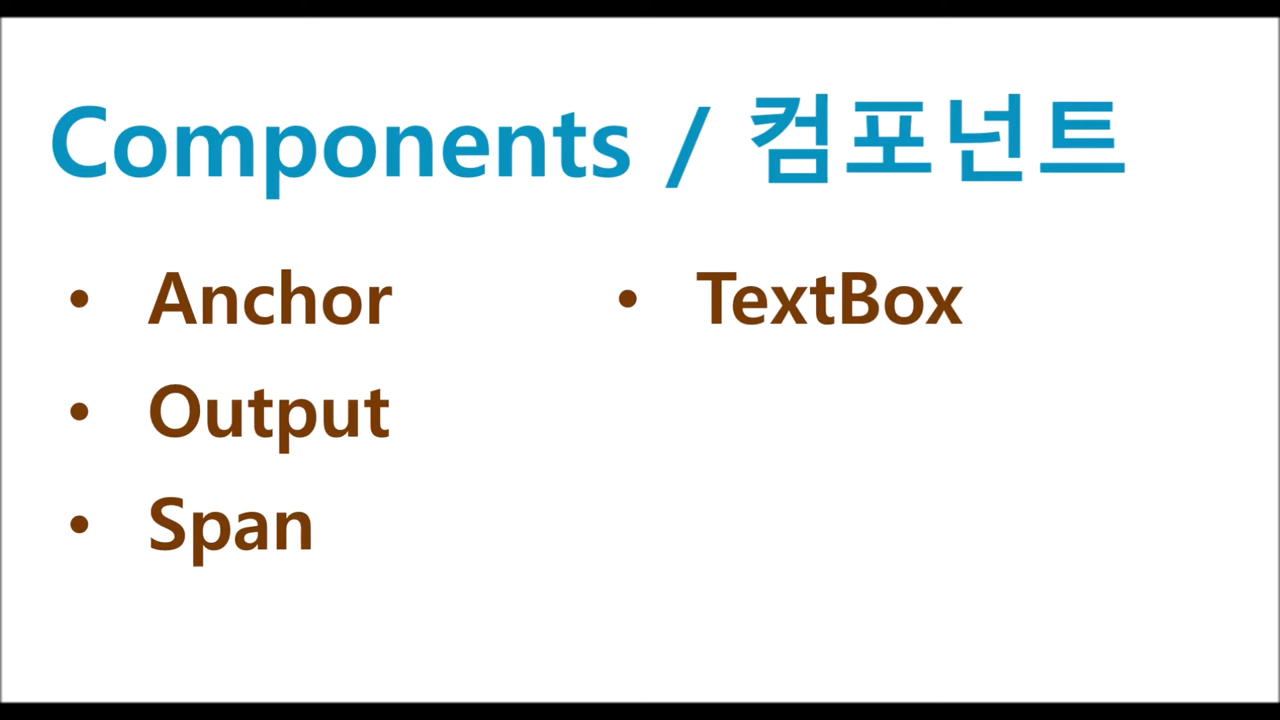 Components / 컴포넌트
• Anchor
• Output
• Span
• TextBox